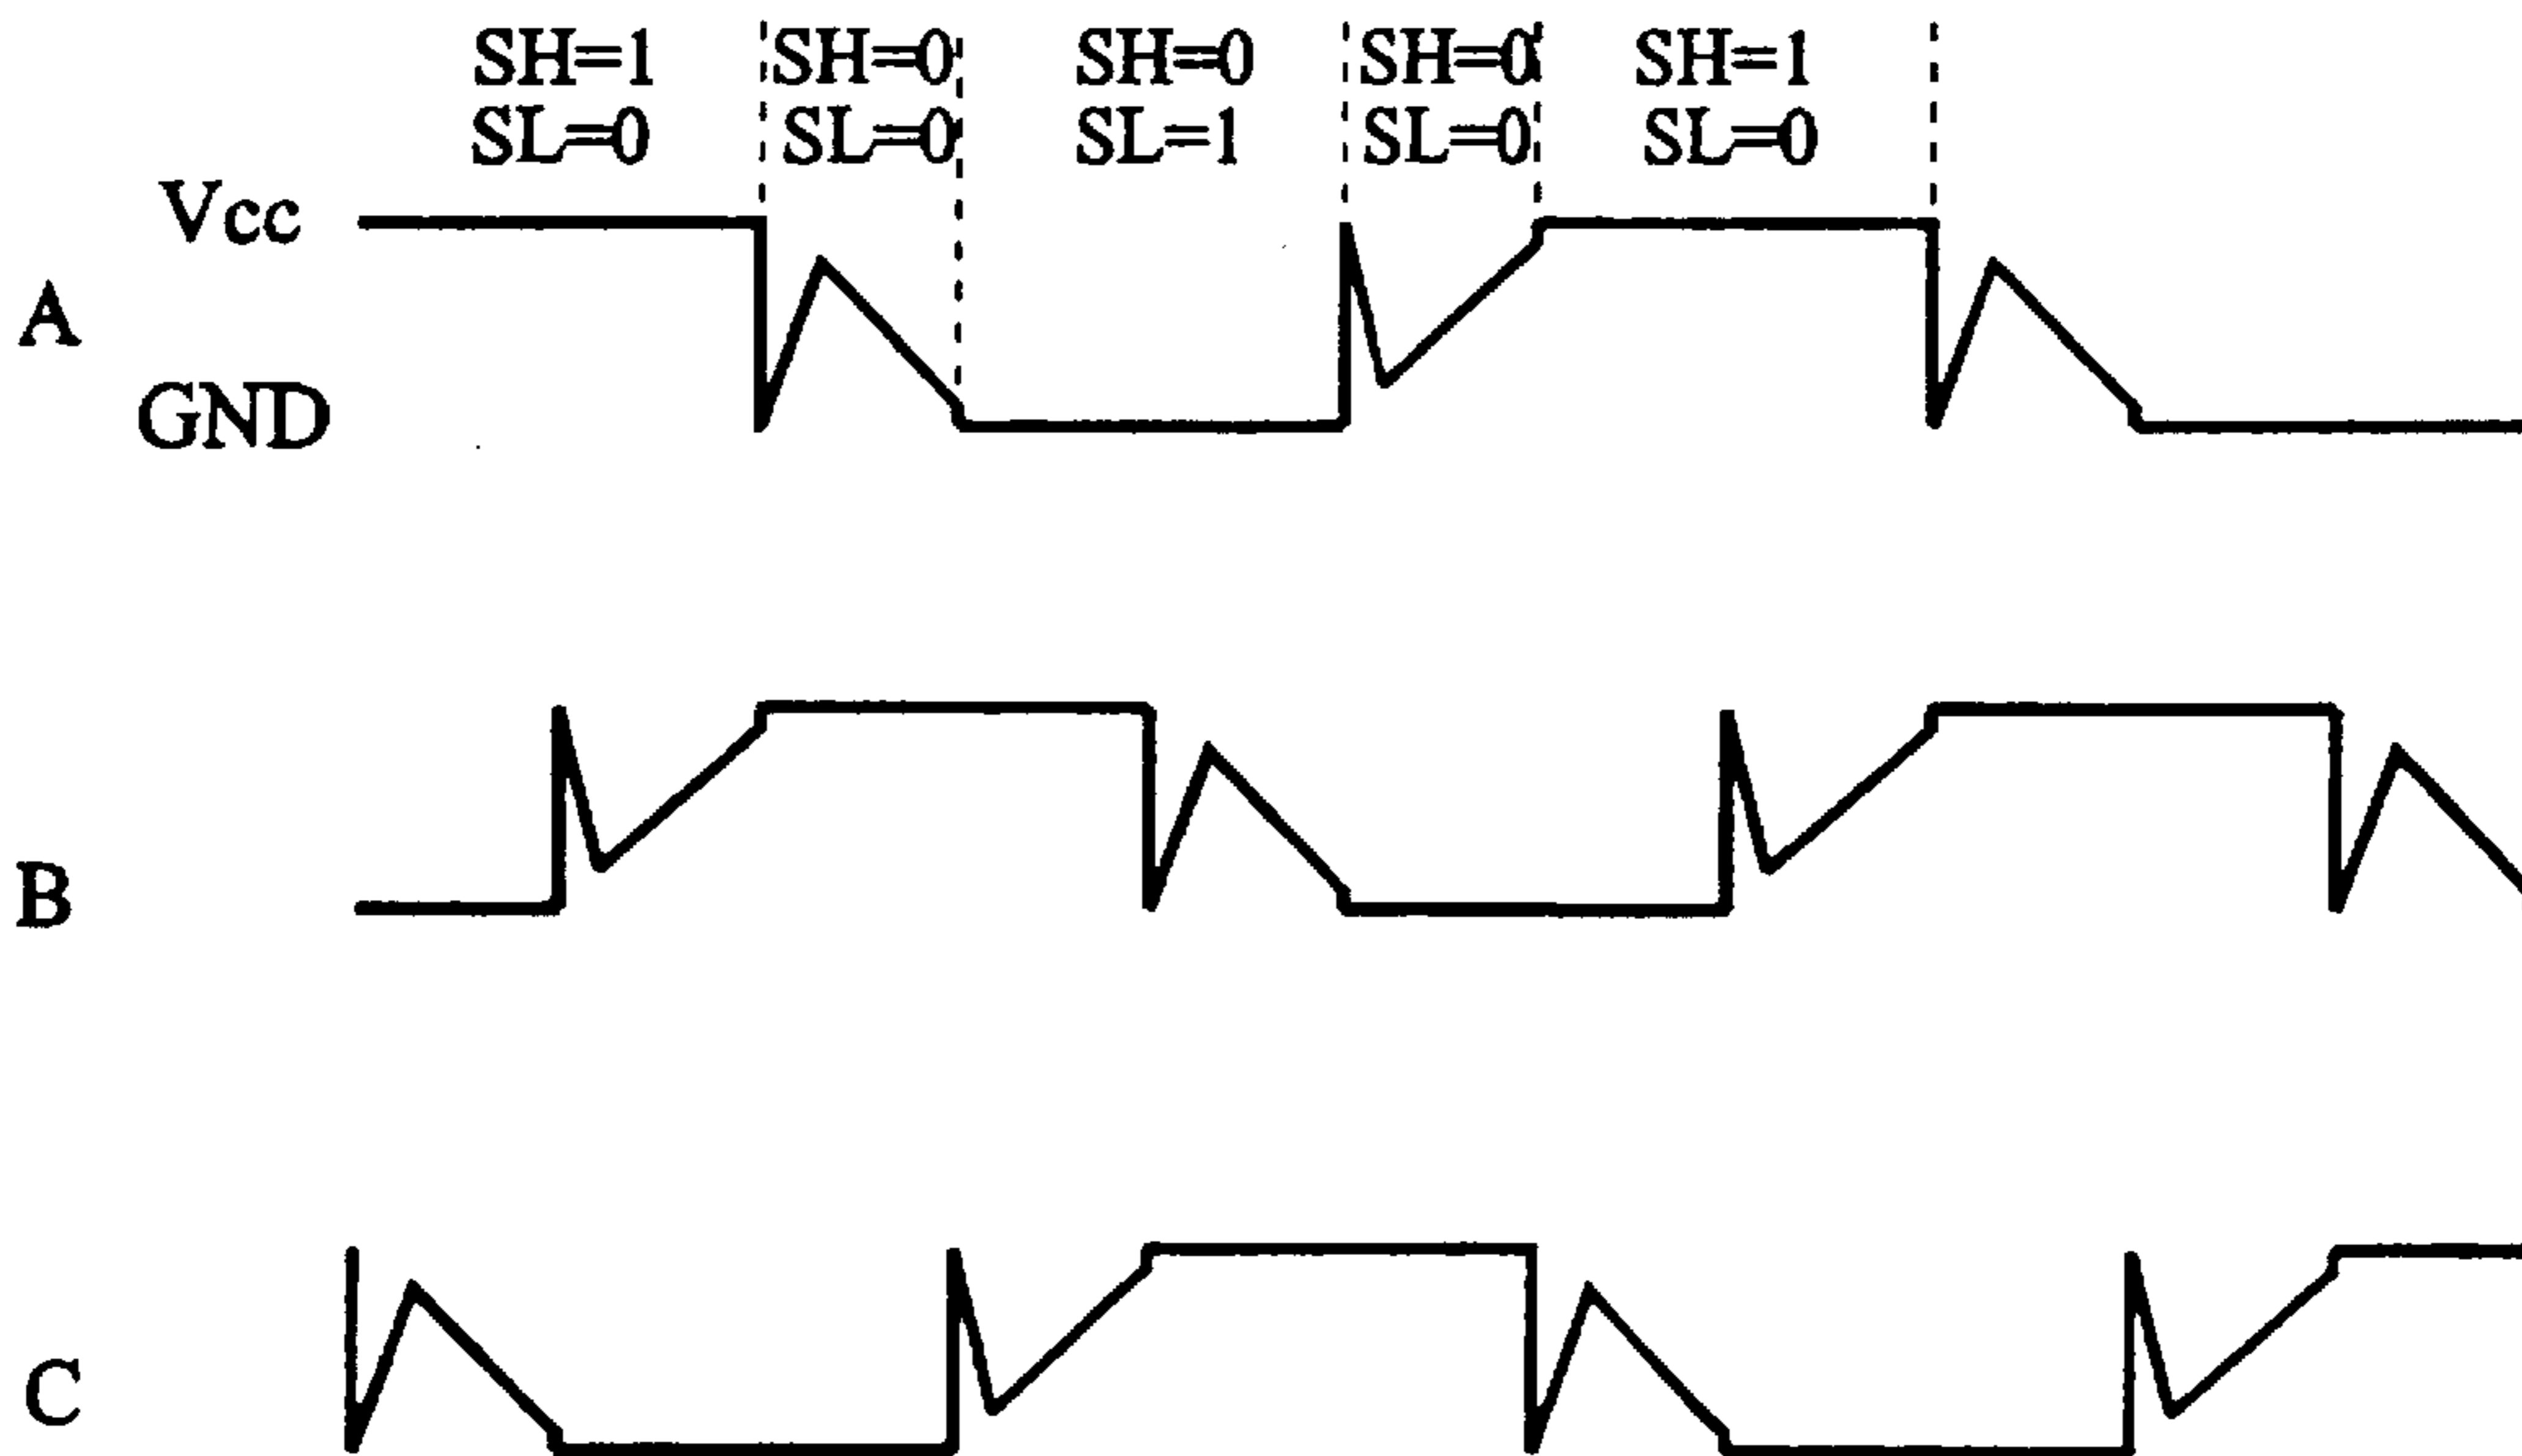 SH=1 SH=0 SH=0 SH=0 SH=1
SL=0 SL=0 SL=1 SL=0 SL=0
Vcc
A
GND
B
C